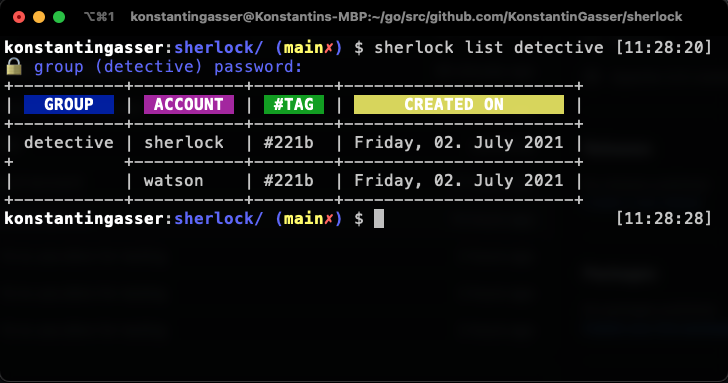 ⌥⌘1 konstantingasser@Konstantins-MBP:~/go/src/github.com/KonstantinGasser/sherlock
konstantingasser:sherlock/ (main✗) $ sherlock list detective [11:28:20]
🔒 group (detective) password:
+-----------+----------+--------+-----------------------+
| GROUP | ACCOUNT | #TAG | CREATED ON |
+-----------+----------+--------+-----------------------+
| detective | sherlock | #221b | Friday, 02. July 2021 |
+ +----------+--------+-----------------------+
| | watson | #221b | Friday, 02. July 2021 |
+-----------+----------+--------+-----------------------+
konstantingasser:sherlock/ (main✗) $ [11:28:28]